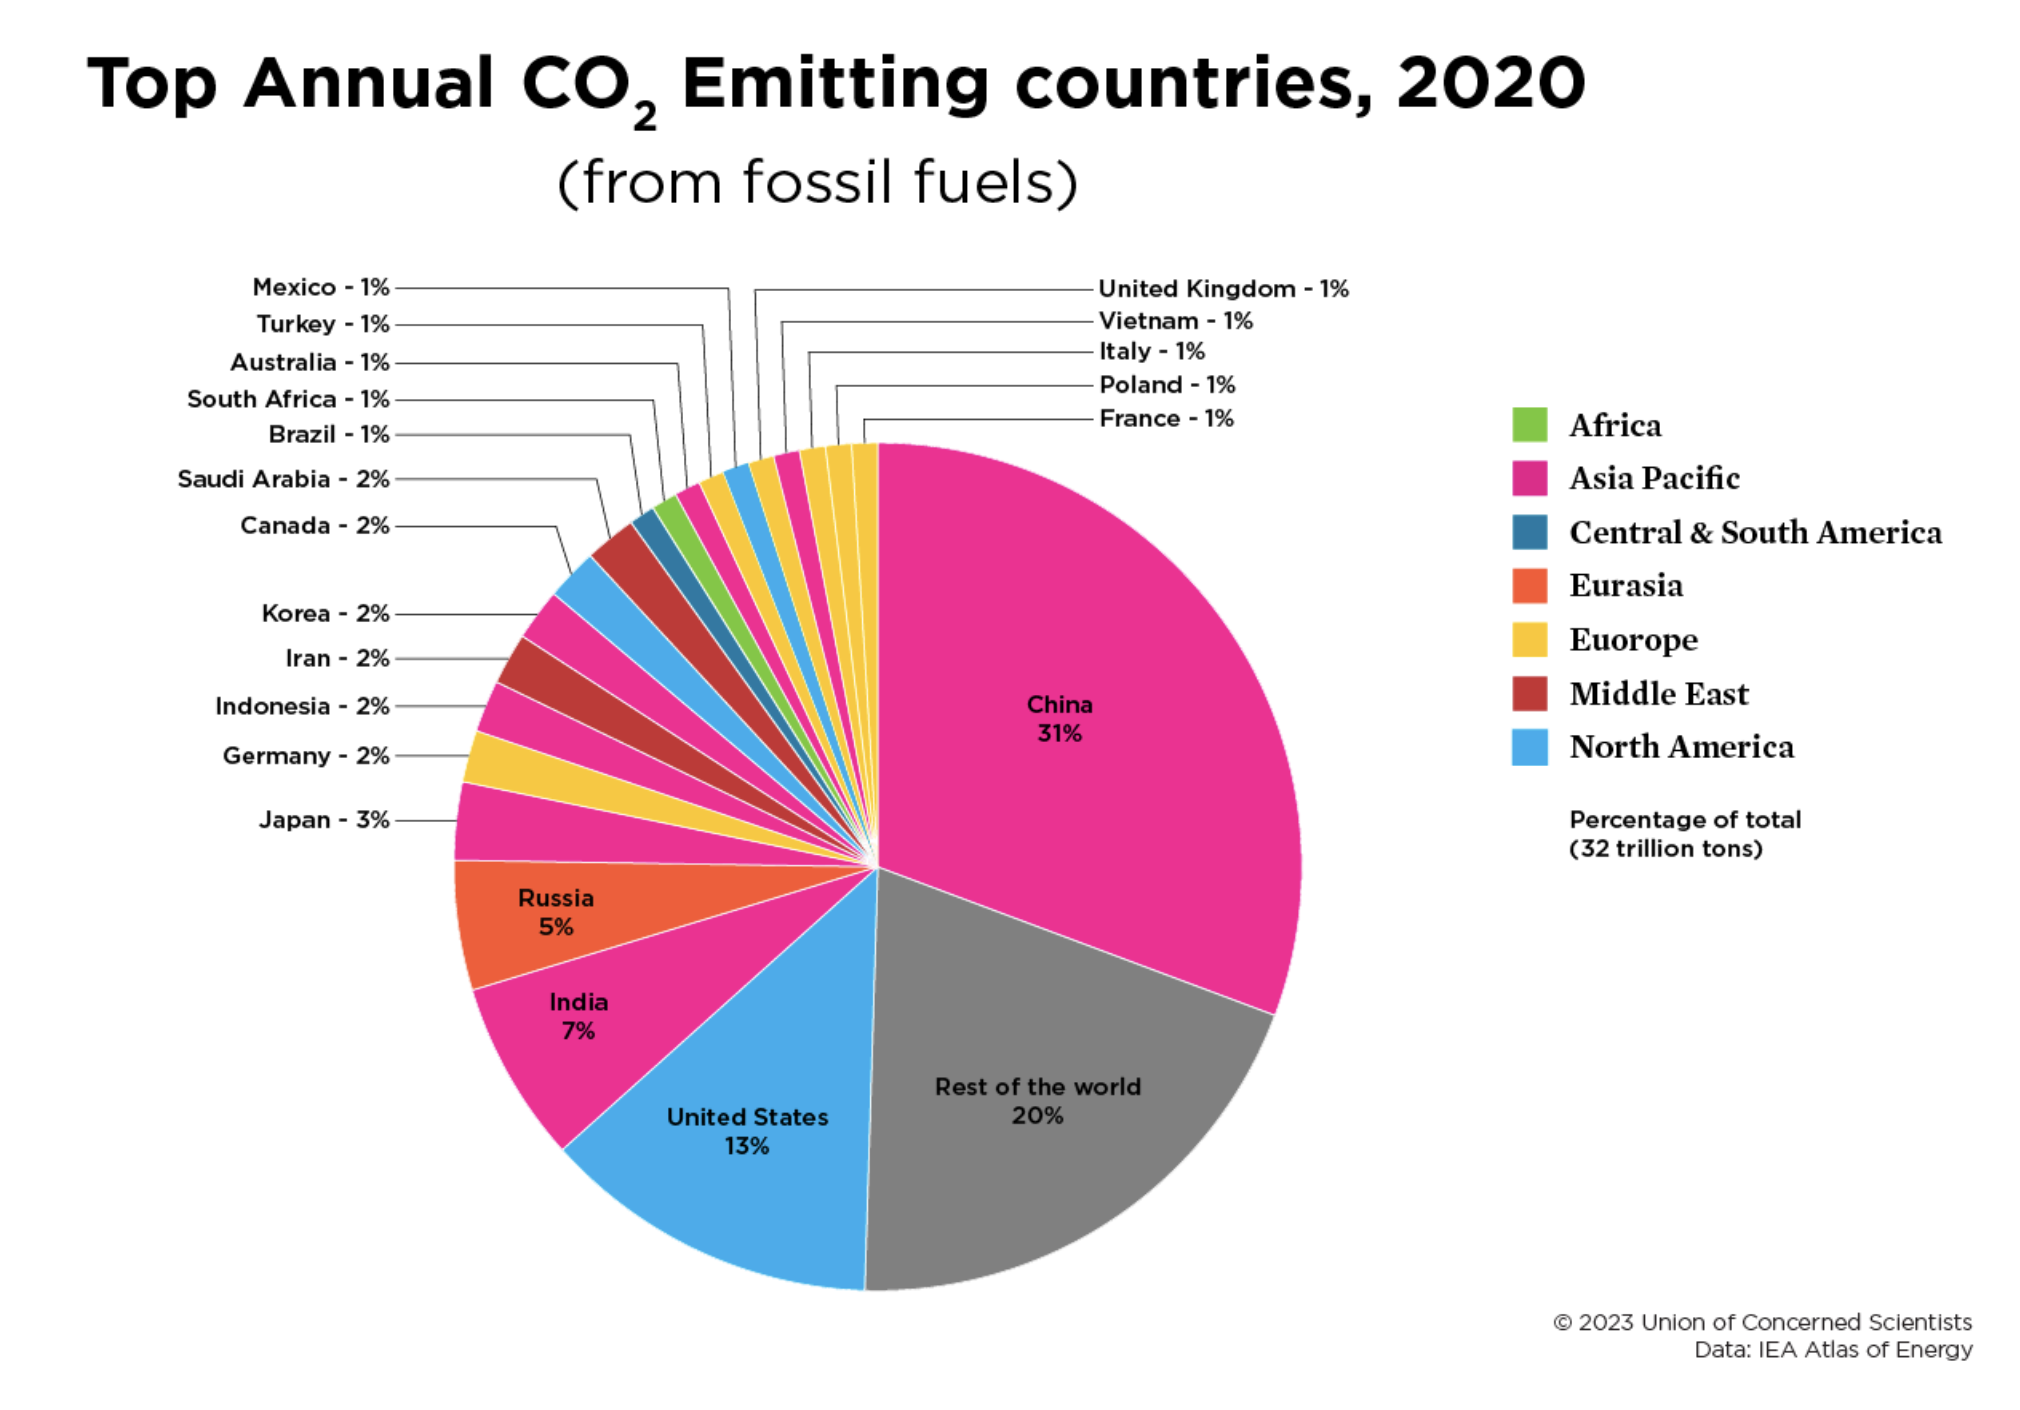 Top Annual CO₂ Emitting countries, 2020
(from fossil fuels)
Mexico - 1%
Turkey - 1%
Australia - 1%
South Africa - 1%
Brazil - 1%
Saudi Arabia - 2%
Canada - 2%
Korea - 2%
Iran - 2%
Indonesia - 2%
Germany - 2%
Japan - 3%
United Kingdom - 1%
Vietnam - 1%
Italy - 1%
Poland - 1%
France - 1%
China
31%
Russia
5%
India
7%
United States
13%
Rest of the world
20%
Africa
Asia Pacific
Central & South America
Eurasia
Euorope
Middle East
North America
Percentage of total
(32 trillion tons)
© 2023 Union of Concerned Scientists
Data: IEA Atlas of Energy